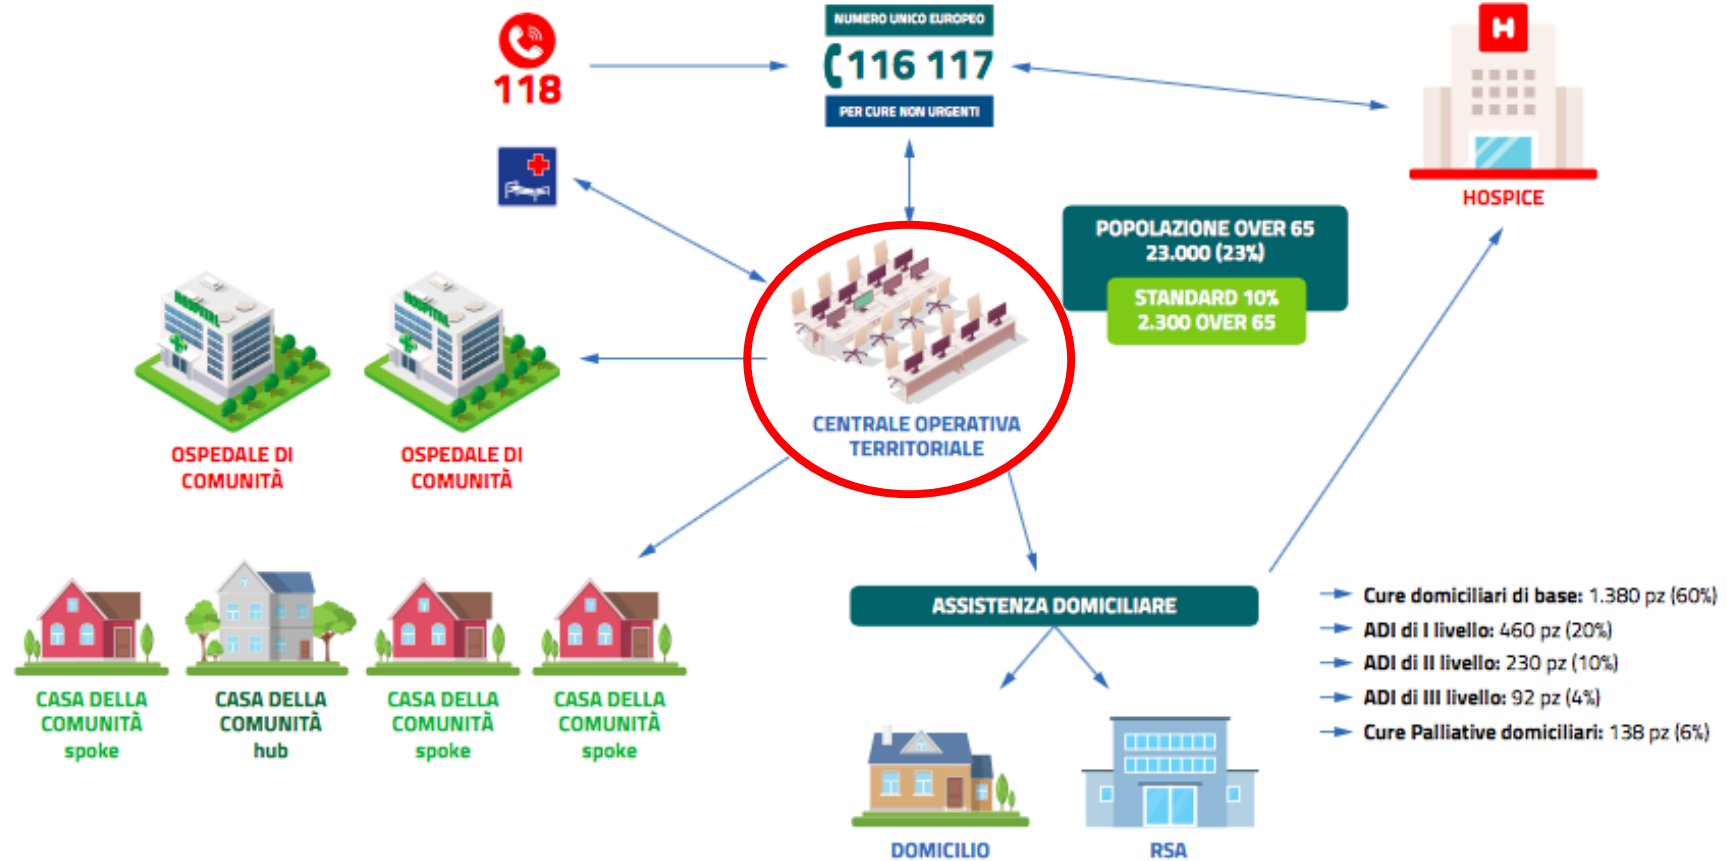 118
NUMERO UNICO EUROPEO
116 117
PER CURE NON URGENTI
H
HOSPICE
POPOLAZIONE OVER 65
23.000 (23%)
STANDARD 10%
2.300 OVER 65
HOSPITAL
HOSPITAL
OSPEDALE DI
COMUNITÀ
OSPEDALE DI
COMUNITÀ
CENTRALE OPERATIVA
TERRITORIALE
CASA DELLA
COMUNITÀ
spoke
CASA DELLA
COMUNITÀ
hub
CASA DELLA
COMUNITÀ
spoke
CASA DELLA
COMUNITÀ
spoke
ASSISTENZA DOMICILIARE
DOMICILIO
RSA
Cure domiciliari di base: 1.380 pz (60%)
ADI di I livello: 460 pz (20%)
ADI di II livello: 230 pz (10%)
ADI di III livello: 92 pz (4%)
Cure Palliative domiciliari: 138 pz (6%)